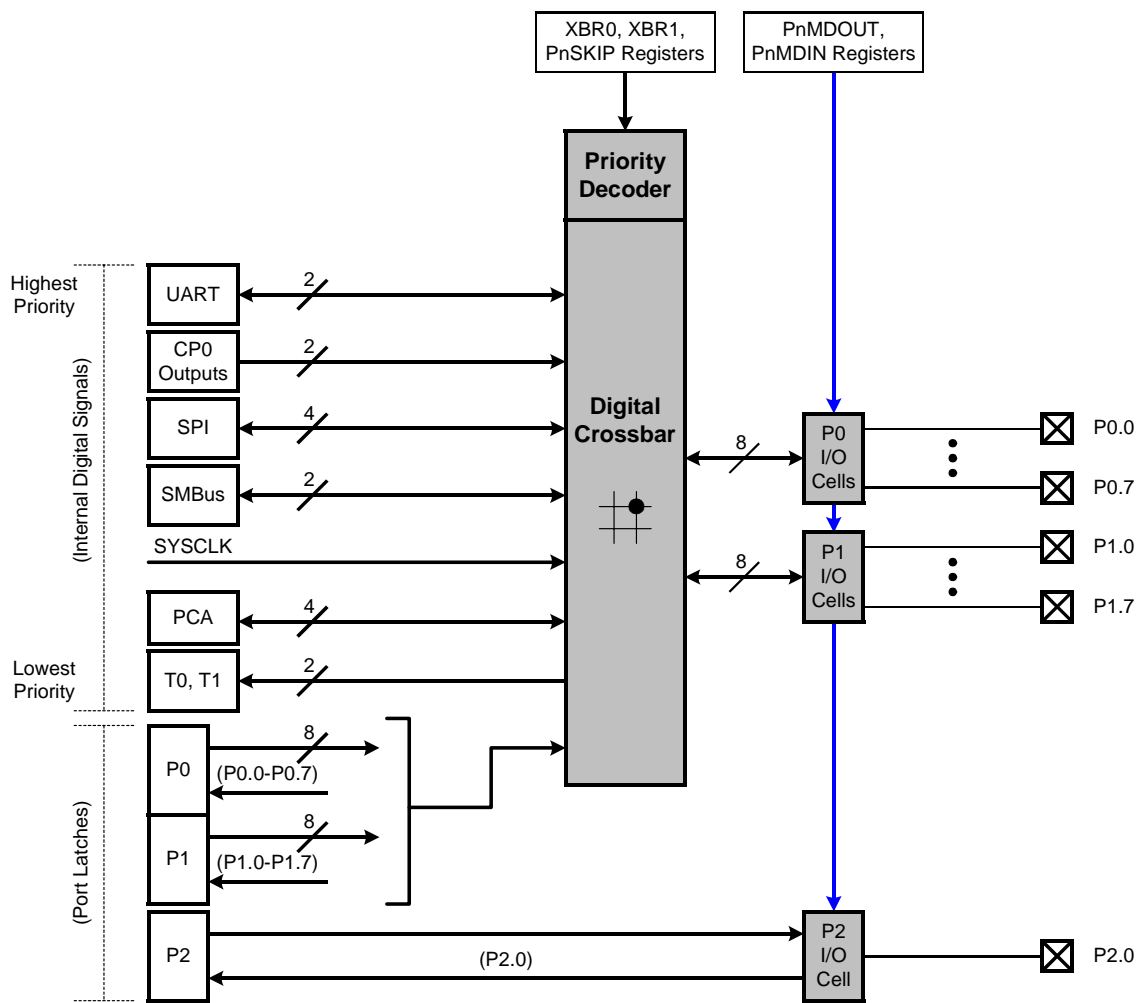 XBR0, XBR1,
PnSKIP Registers
PnMDOUT,
PnMDIN Registers
Priority
Decoder
Highest
Priority
(Internal Digital Signals)
Lowest
Priority
UART
2
CP0
Outputs
2
SPI
4
SMBus
2
SYSCLK
PCA
4
T0, T1
2
Digital
Crossbar
8
P0
I/O
Cells
P0.0
P0.7
8
P1
I/O
Cells
P1.0
P1.7
(Port Latches)
P0
8
(P0.0-P0.7)
P1
8
(P1.0-P1.7)
P2
(P2.0)
P2
I/O
Cell
P2.0